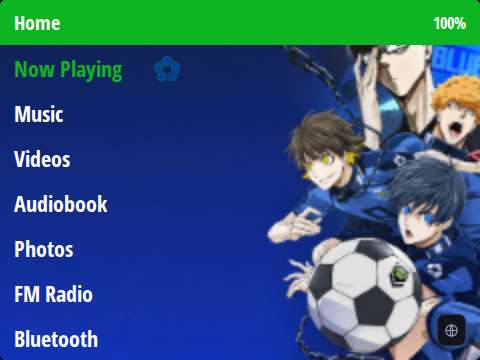 Home
100%
Now Playing
Music
Videos
Audiobook
Photos
FM Radio
Bluetooth